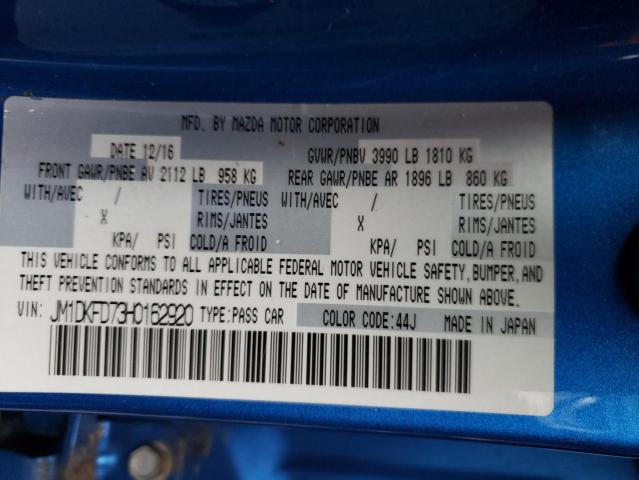 MFD. BY MAZDA MOTOR CORPORATION
DATE 12/16 GVWR/PNBV 3990 LB 1810 KG
FRONT GAWR/PNBE AV 2112 LB 958 KG REAR GAWR/PNBE AR 1896 LB 860 KG
WITH/AVEC / TIRES/PNEUS WITH/AVEC / TIRES/PNEUS
X RIMS/JANTES X RIMS/JANTES
KPA/ PSI COLD/A FROID KPA/ PSI COLD/A FROID
THIS VEHICLE CONFORMS TO ALL APPLICABLE FEDERAL MOTOR VEHICLE SAFETY, BUMPER, AND
THEFT PREVENTION STANDARDS IN EFFECT ON THE DATE OF MANUFACTURE SHOWN ABOVE.
VIN: JM1DKFD73H0162920 TYPE:PASS CAR COLOR CODE:44J MADE IN JAPAN